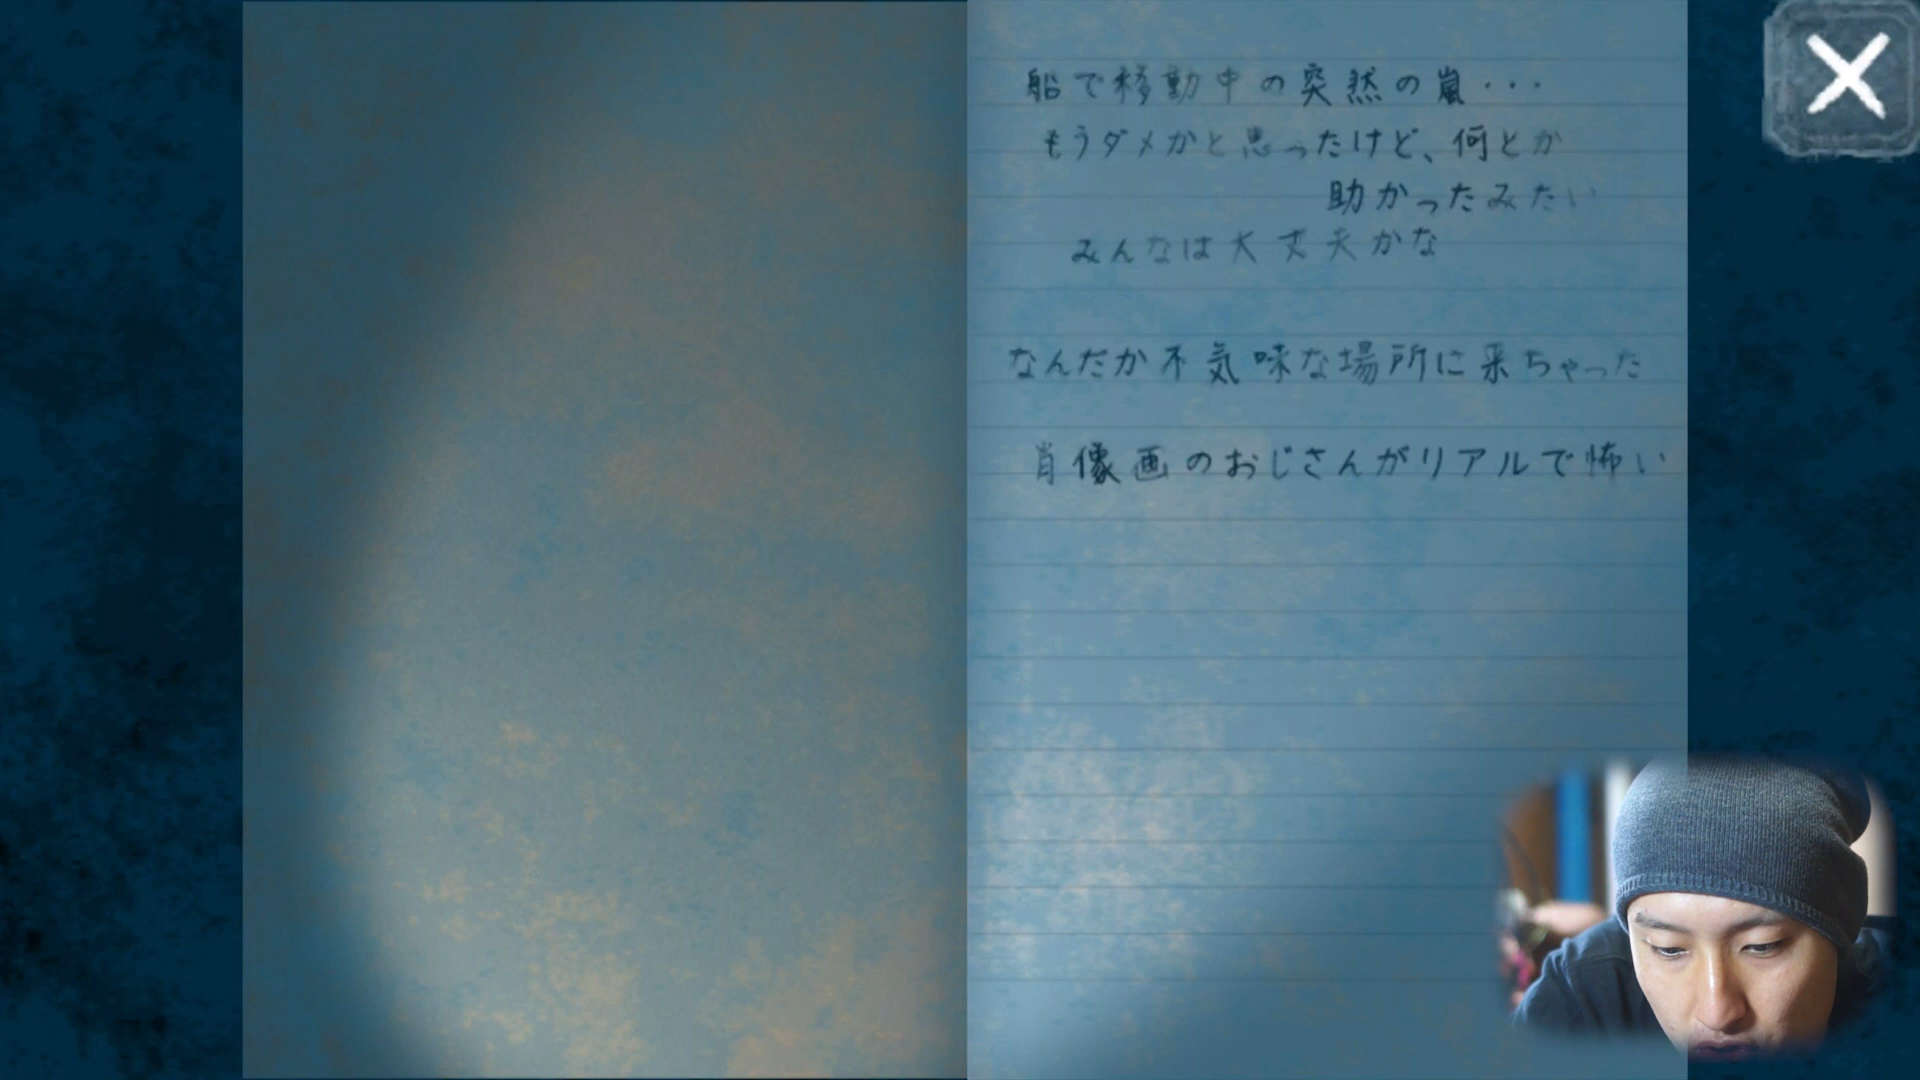 船で移動中の突然の嵐・・・
もうダメかと思ったけど、何とか
助かったみたい
みんなは大丈夫かな
なんだか不気味な場所に来ちゃった
肖像画のおじさんがリアルで怖い